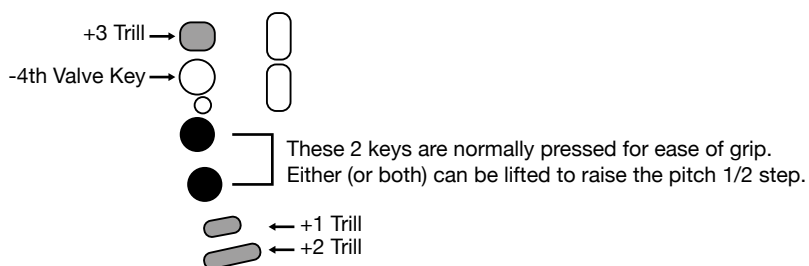 +3 Trill
-4th Valve Key
These 2 keys are normally pressed for ease of grip.
Either (or both) can be lifted to raise the pitch 1/2 step.
+1 Trill
+2 Trill